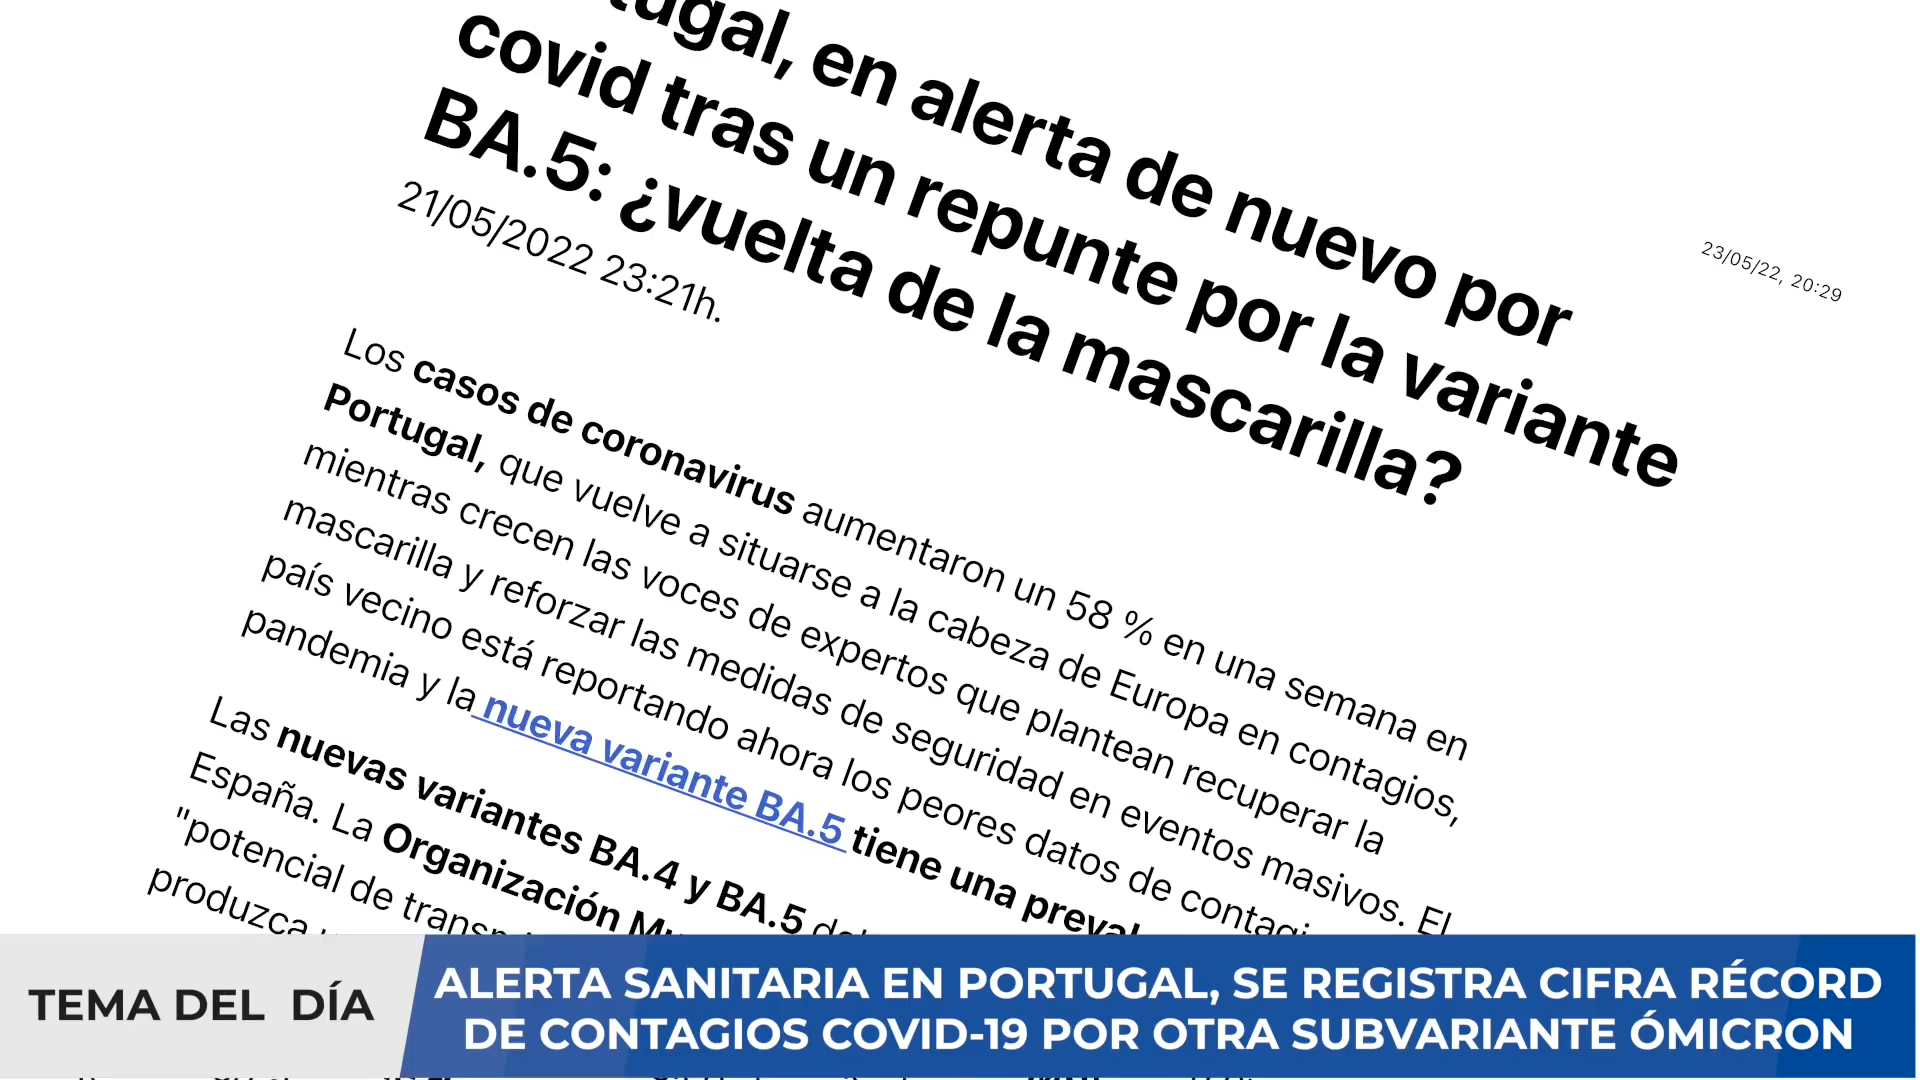 tugal, en alerta de nuevo por
covid tras un repunte por la variante
BA.5: ¿vuelta de la mascarilla?
21/05/2022 23:21h.
23/05/22, 20:29
Los casos de coronavirus aumentaron un 58 % en una semana en
Portugal, que vuelve a situarse a la cabeza de Europa en contagios,
mientras crecen las voces de expertos que plantean recuperar la
mascarilla y reforzar las medidas de seguridad en eventos masivos. El
país vecino está reportando ahora los peores datos de contagi
pandemia y la nueva variante BA.5 tiene una preval
Las nuevas variantes BA.4 y BA.5
España. La Organización Mu
"potencial de transm
produzca
TEMA DEL DÍA
ALERTA SANITARIA EN PORTUGAL, SE REGISTRA CIFRA RÉCORD
DE CONTAGIOS COVID-19 POR OTRA SUBVARIANTE ÓMICRON